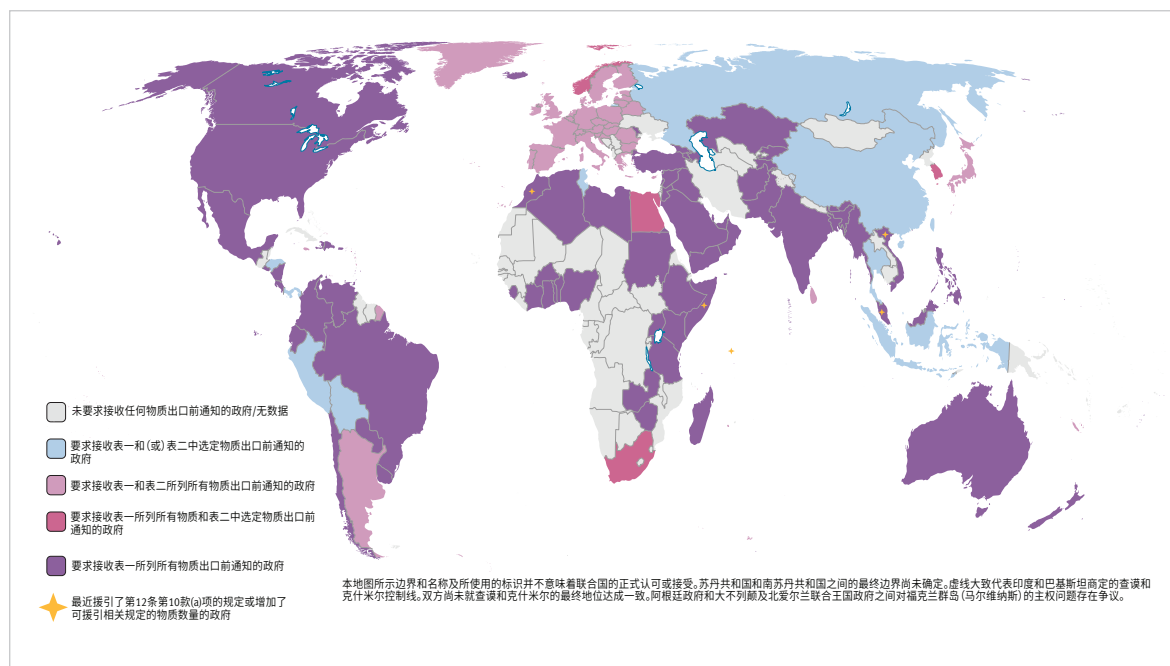 未要求接收任何物质出口前通知的政府/无数据
要求接收表一和(或)表二中选定物质出口前通知的
政府
要求接收表一和表二所列所有物质出口前通知的政府
要求接收表一所列所有物质和表二中选定物质出口前
通知的政府
要求接收表一所列所有物质出口前通知的政府
最近援引了第12条第10款(a)项的规定或增加了
可援引相关规定的物质数量的政府
本地图所示边界和名称及所使用的标识并不意味着联合国的正式认可或接受。苏丹共和国和南苏丹共和国之间的最终边界尚未确定。虚线大致代表印度和巴基斯坦商定的查谟和
克什米尔控制线。双方尚未就查谟和克什米尔的最终地位达成一致。阿根廷政府和大不列颠及北爱尔兰联合王国政府之间对福克兰群岛(马尔维纳斯)的主权问题存在争议。